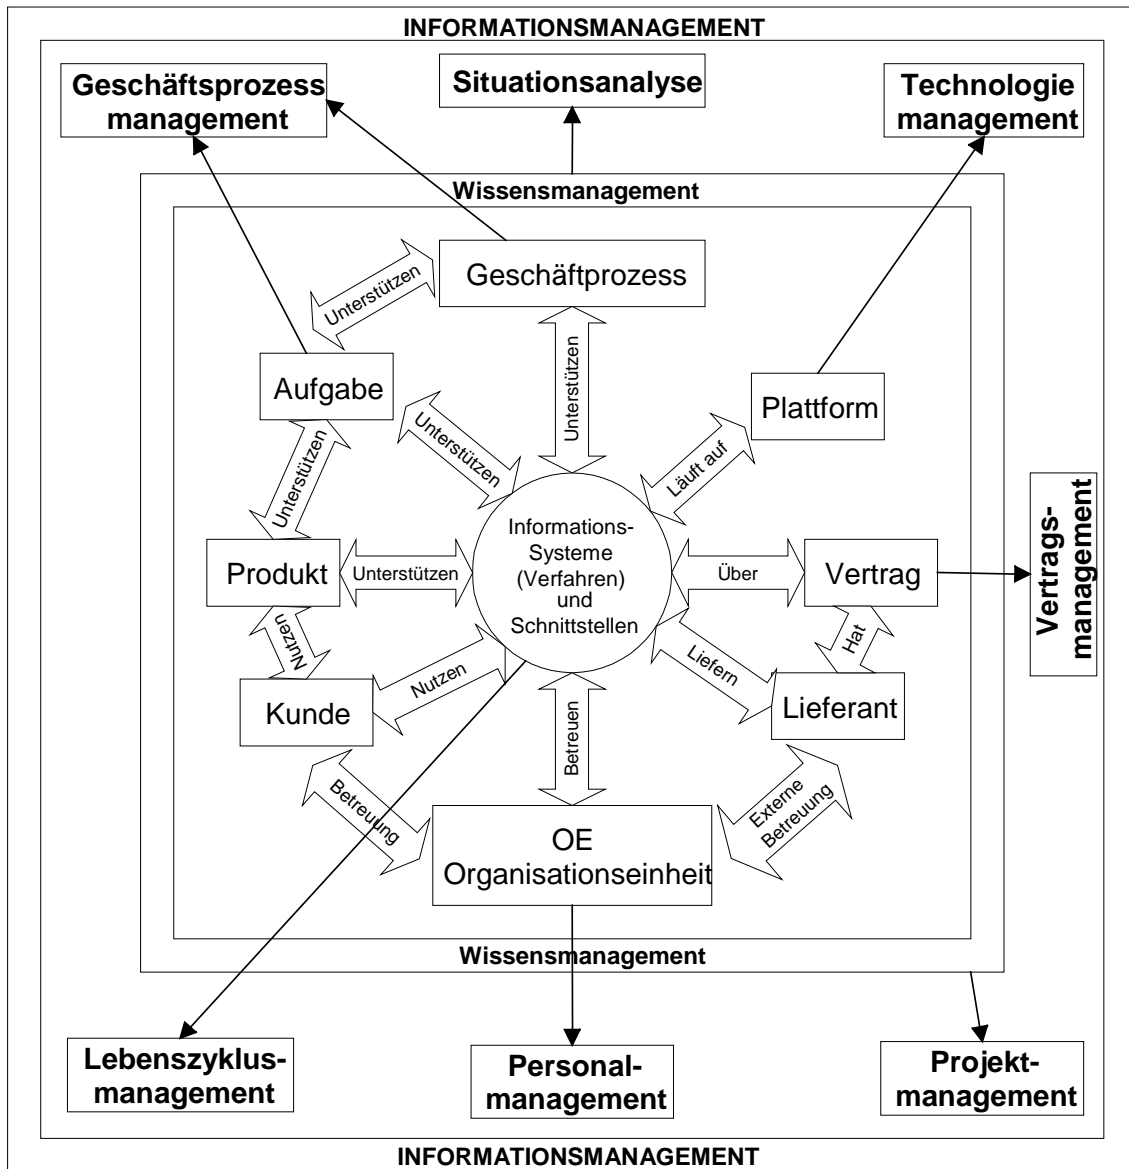 INFORMATIONSMANAGEMENT
Geschäftsprozess
management
Situationsanalyse
Technologie
management
Wissensmanagement
Geschäftprozess
Unterstützen
Unterstützen
Aufgabe
Plattform
Unterstützen
Läuft auf
Unterstützen
Informations-
Systeme
(Verfahren)
und
Schnittstellen
Produkt
Unterstützen
Über
Vertrag
Vertrags-
management
Nutzen
Nutzen
Liefern
Hat
Kunde
Lieferant
Betreuen
Betreuung
Externe
Betreuung
OE
Organisationseinheit
Wissensmanagement
Lebenszyklus-
management
Personal-
management
Projekt-
management
INFORMATIONSMANAGEMENT